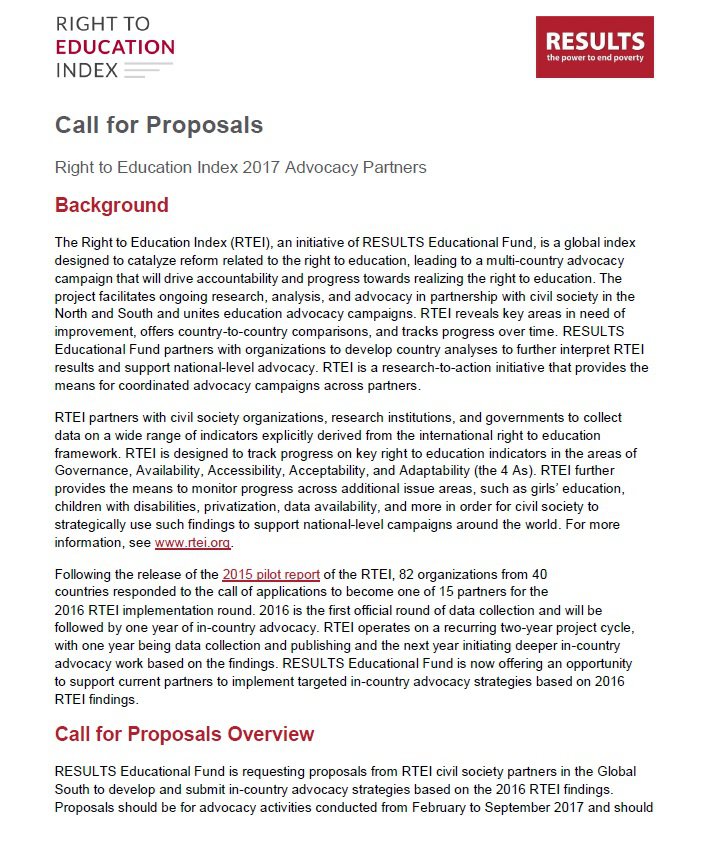 RIGHT TO
EDUCATION
INDEX
RESULTS
the power to end poverty
Call for Proposals
Right to Education Index 2017 Advocacy Partners
Background
The Right to Education Index (RTEI), an initiative of RESULTS Educational Fund, is a global index
designed to catalyze reform related to the right to education, leading to a multi-country advocacy
campaign that will drive accountability and progress towards realizing the right to education. The
project facilitates ongoing research, analysis, and advocacy in partnership with civil society in the
North and South and unites education advocacy campaigns. RTEI reveals key areas in need of
improvement, offers country-to-country comparisons, and tracks progress over time. RESULTS
Educational Fund partners with organizations to develop country analyses to further interpret RTEI
results and support national-level advocacy. RTEI is a research-to-action initiative that provides the
means for coordinated advocacy campaigns across partners.
RTEI partners with civil society organizations, research institutions, and governments to collect
data on a wide range of indicators explicitly derived from the international right to education
framework. RTEI is designed to track progress on key right to education indicators in the areas of
Governance, Availability, Accessibility, Acceptability, and Adaptability (the 4 As). RTEI further
provides the means to monitor progress across additional issue areas, such as girls' education,
children with disabilities, privatization, data availability, and more in order for civil society to
strategically use such findings to support national-level campaigns around the world. For more
information, see www.rtei.org.
Following the release of the 2015 pilot report of the RTEI, 82 organizations from 40
countries responded to the call of applications to become one of 15 partners for the
2016 RTEI implementation round. 2016 is the first official round of data collection and will be
followed by one year of in-country advocacy. RTEI operates on a recurring two-year project cycle,
with one year being data collection and publishing and the next year initiating deeper in-country
advocacy work based on the findings. RESULTS Educational Fund is now offering an opportunity
to support current partners to implement targeted in-country advocacy strategies based on 2016
RTEI findings.
Call for Proposals Overview
RESULTS Educational Fund is requesting proposals from RTEI civil society partners in the Global
South to develop and submit in-country advocacy strategies based on the 2016 RTEI findings.
Proposals should be for advocacy activities conducted from February to September 2017 and should